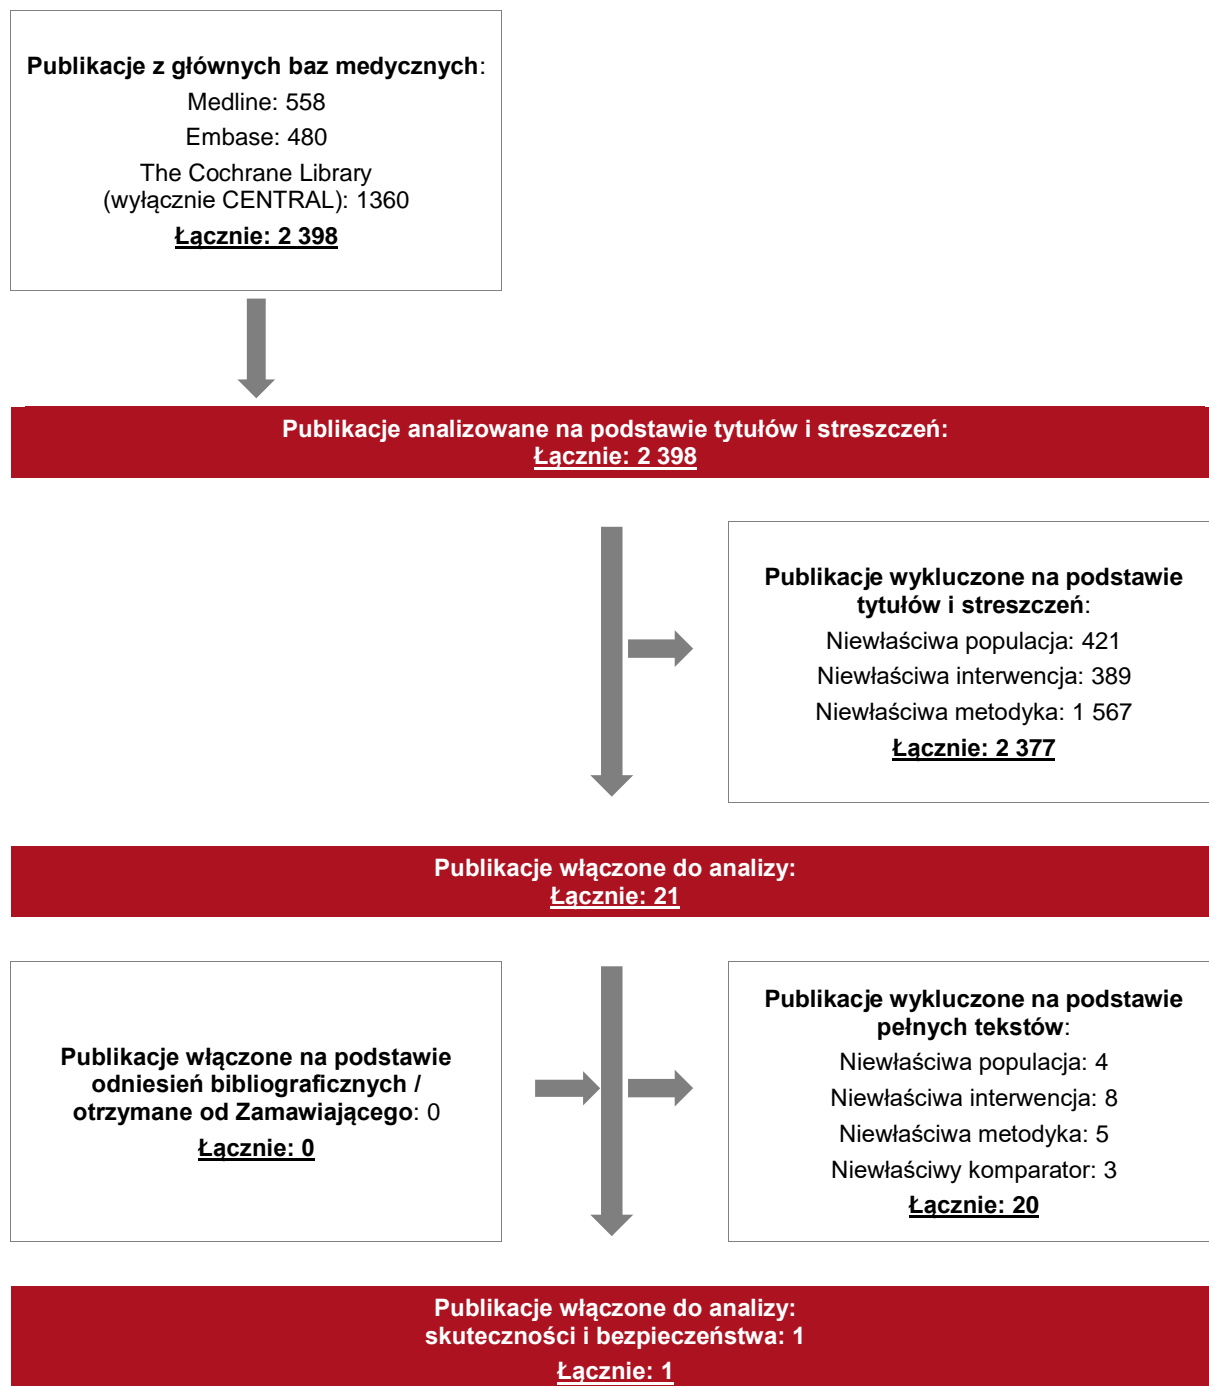 Publikacje z głównych baz medycznych:
Medline: 558
Embase: 480
The Cochrane Library
(wyłącznie CENTRAL): 1360
Łącznie: 2 398
Publikacje analizowane na podstawie tytułów i streszczeń:
Łącznie: 2 398
Publikacje wykluczone na podstawie
tytułów i streszczeń:
Niewłaściwa populacja: 421
Niewłaściwa interwencja: 389
Niewłaściwa metodyka: 1 567
Łącznie: 2 377
Publikacje włączone do analizy:
Łącznie: 21
Publikacje włączone na podstawie
odniesień bibliograficznych /
otrzymane od Zamawiającego: 0
Łącznie: 0
Publikacje wykluczone na podstawie
pełnych tekstów:
Niewłaściwa populacja: 4
Niewłaściwa interwencja: 8
Niewłaściwa metodyka: 5
Niewłaściwy komparator: 3
Łącznie: 20
Publikacje włączone do analizy:
skuteczności i bezpieczeństwa: 1
Łącznie: 1